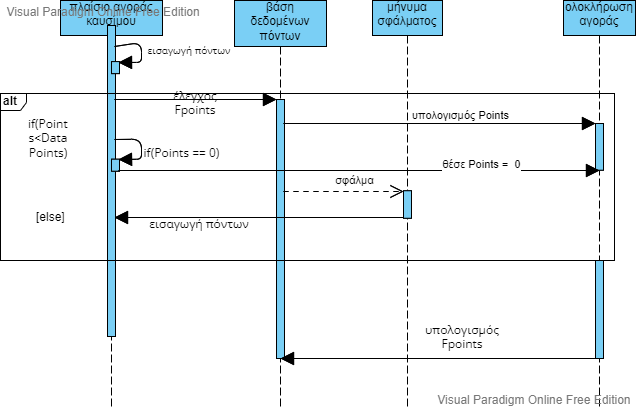 Visual Paradigm Online Free Edition
πλαίσιο αγοράς
καυσίμου
βάση
δεδομένων
πόντων
μήνυμα
σφάλματος
ολοκλήρωση
αγοράς
εισαγωγή πόντων
alt
έλεγχος
Fpoints
if(Point
s<Data
Points)
υπολογισμός Points
if(Points == 0)
θέσε Points = 0
σφάλμα
[else]
εισαγωγή πόντων
υπολογισμός
Fpoints
Visual Paradigm Online Free Edition